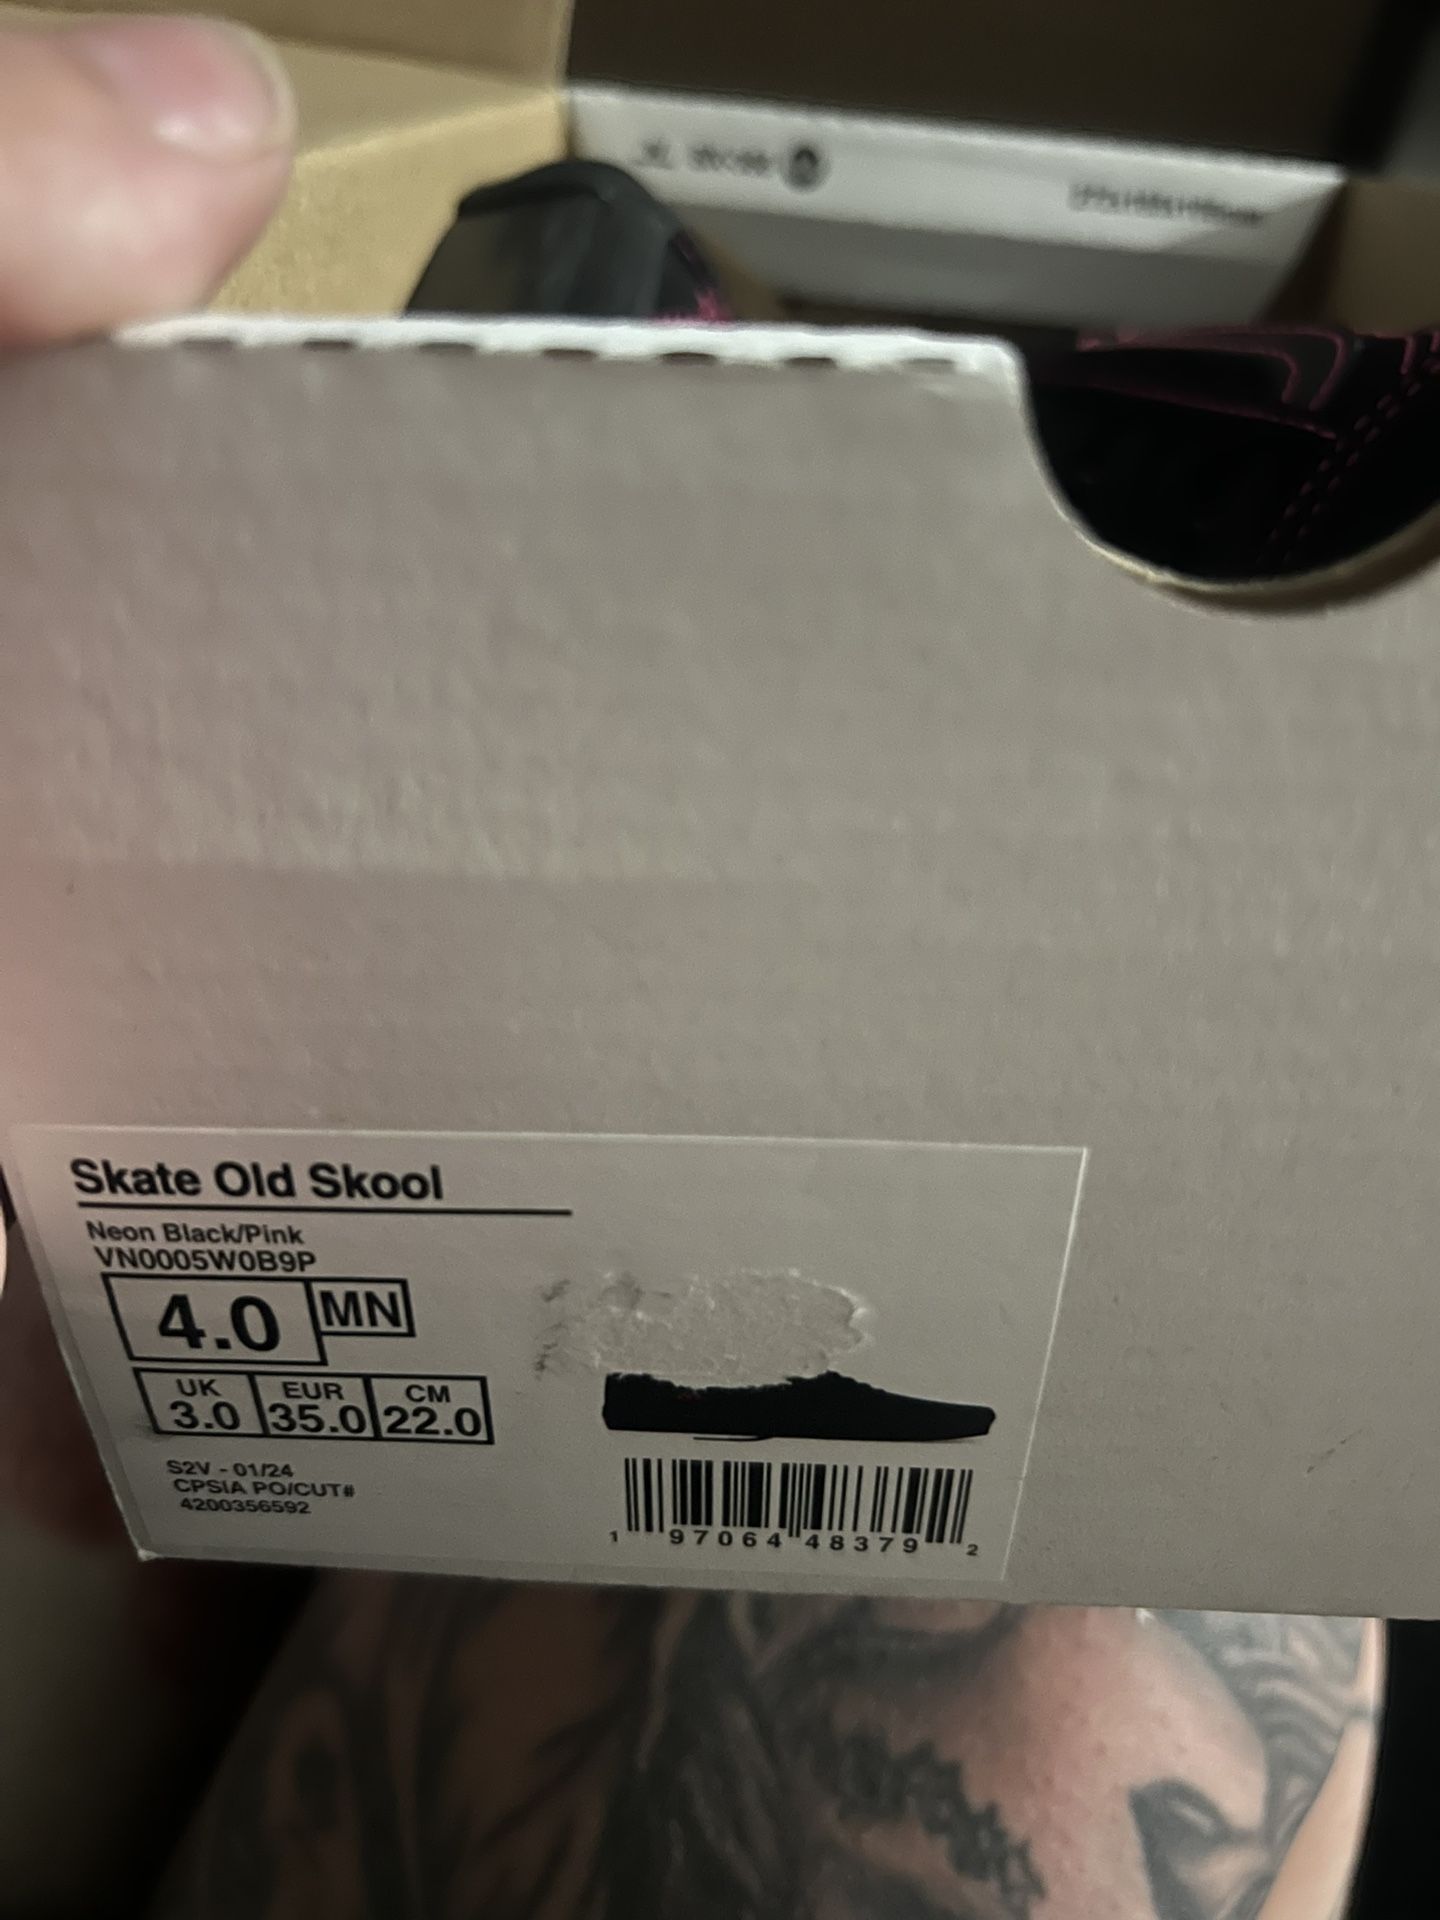 Skate Old Skool
Neon Black/Pink
VN0005W0B9P
4.0 MN
UK EUR CM
3.0 35.0 22.0
S2V - 01/24
CPSIA PO/CUT#
4200356592
1 97064 48379 2